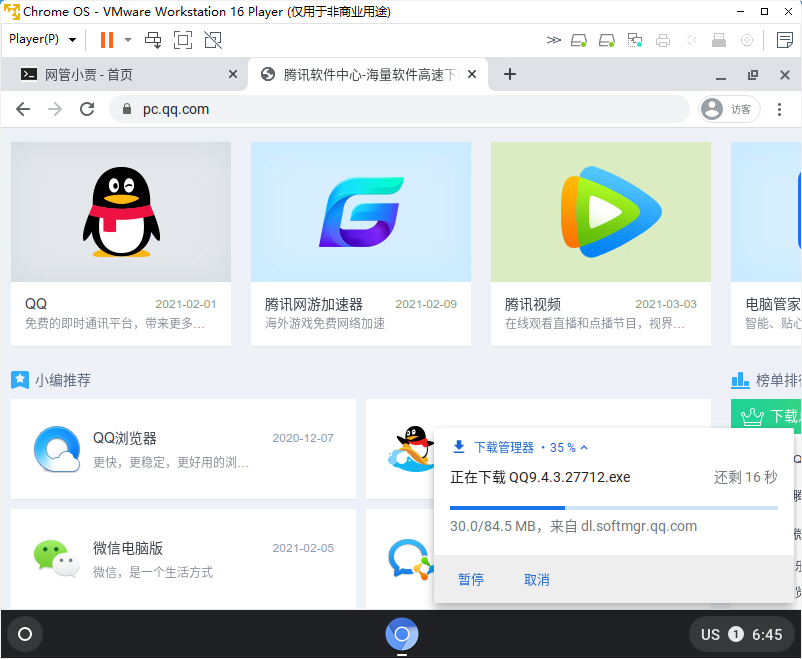 Chrome OS - VMware Workstation 16 Player (仅用于非商业用途)
Player(P)
网管小贾 - 首页
腾讯软件中心-海量软件高速下
pc.qq.com
访客
QQ 2021-02-01
免费的即时通讯平台，带来更多...
腾讯网游加速器 2021-02-09
海外游戏免费网络加速
腾讯视频 2021-03-03
在线观看直播和点播节目，视界...
电脑管家
智能、贴心
小编推荐
榜单排行
QQ浏览器 2020-12-07
更快，更稳定，更好用的浏...
下载总
微信电脑版 2021-02-05
微信，是一个生活方式
下载管理器 · 35 %
正在下载 QQ9.4.3.27712.exe 还剩 16 秒
30.0/84.5 MB，来自 dl.softmgr.qq.com
暂停 取消
US 1 6:45